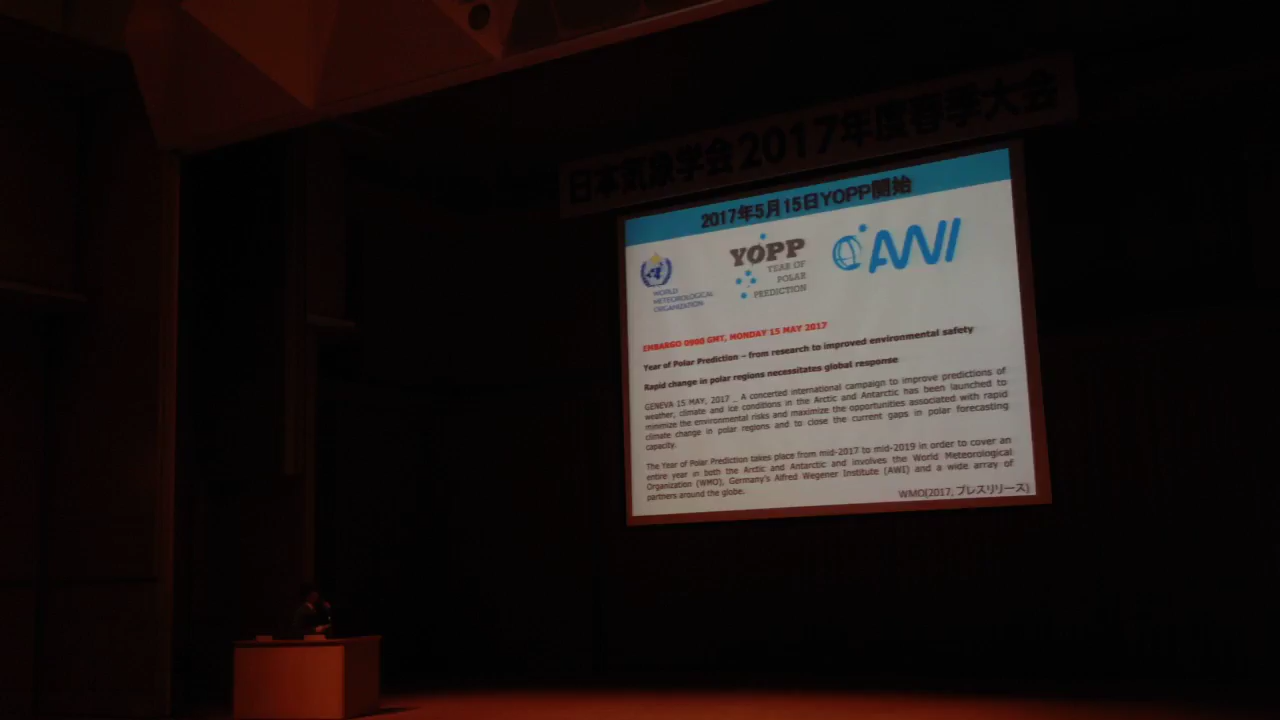 日本気象学会2017年度春季大会
2017年5月15日YOPP開始
WORLD
METEOROLOGICAL
ORGANIZATION
YOPP
YEAR OF
POLAR
PREDICTION
AWI
EMBARGO 0900 GMT, MONDAY 15 MAY 2017
Year of Polar Prediction – from research to improved environmental safety
Rapid change in polar regions necessitates global response
GENEVA 15 MAY, 2017 _ A concerted international campaign to improve predictions of
weather, climate and ice conditions in the Arctic and Antarctic has been launched to
minimize the environmental risks and maximize the opportunities associated with rapid
climate change in polar regions and to close the current gaps in polar forecasting
capacity.
The Year of Polar Prediction takes place from mid-2017 to mid-2019 in order to cover an
entire year in both the Arctic and Antarctic and involves the World Meteorological
Organization (WMO), Germany's Alfred Wegener Institute (AWI) and a wide array of
partners around the globe.
WMO(2017, プレスリリース)